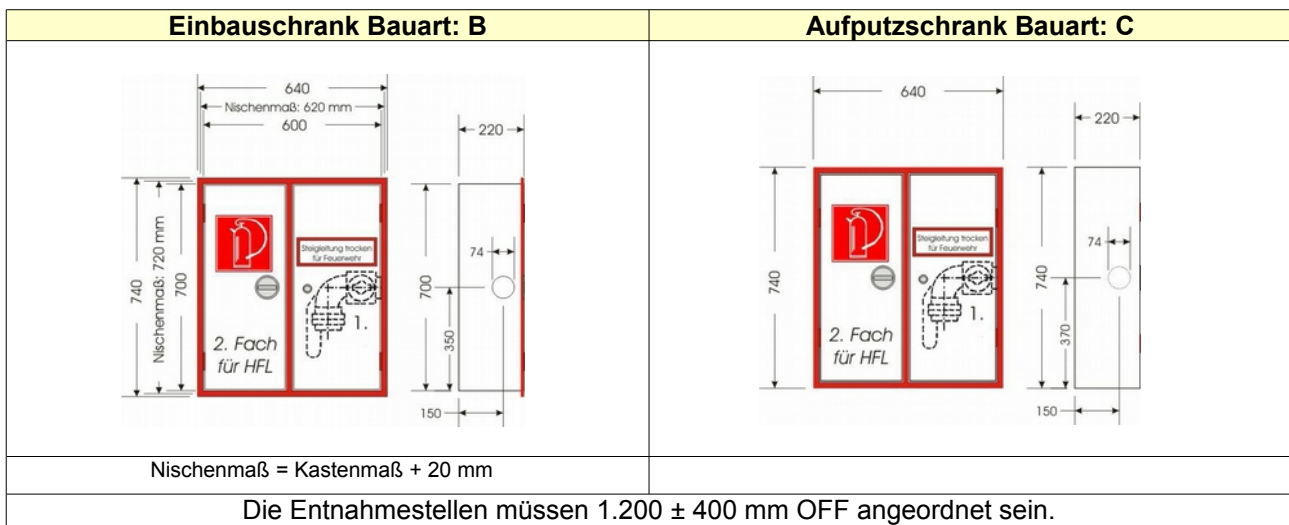 Einbauschrank Bauart: B
Aufputzschrank Bauart: C
640
Nischenmaß: 620 mm
600
220
740
Nischenmaß: 720 mm
700
Steigleitung trocken
für Feuerwehr
1.
2. Fach
für HFL
700
74
350
150
640
220
740
Steigleitung trocken
für Feuerwehr
1.
2. Fach
für HFL
740
74
370
150
Nischenmaß = Kastenmaß + 20 mm
Die Entnahmestellen müssen 1.200 ± 400 mm OFF angeordnet sein.